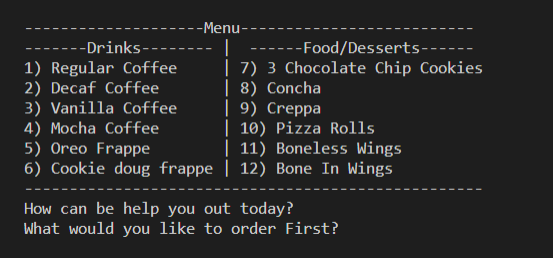 --------------------Menu--------------------------
-------Drinks-------- |  ------Food/Desserts------
1) Regular Coffee     | 7) 3 Chocolate Chip Cookies
2) Decaf Coffee       | 8) Concha
3) Vanilla Coffee     | 9) Creppa
4) Mocha Coffee       | 10) Pizza Rolls
5) Oreo Frappe        | 11) Boneless Wings
6) Cookie doug frappe | 12) Bone In Wings
---------------------------------------------------
How can be help you out today?
What would you like to order First?